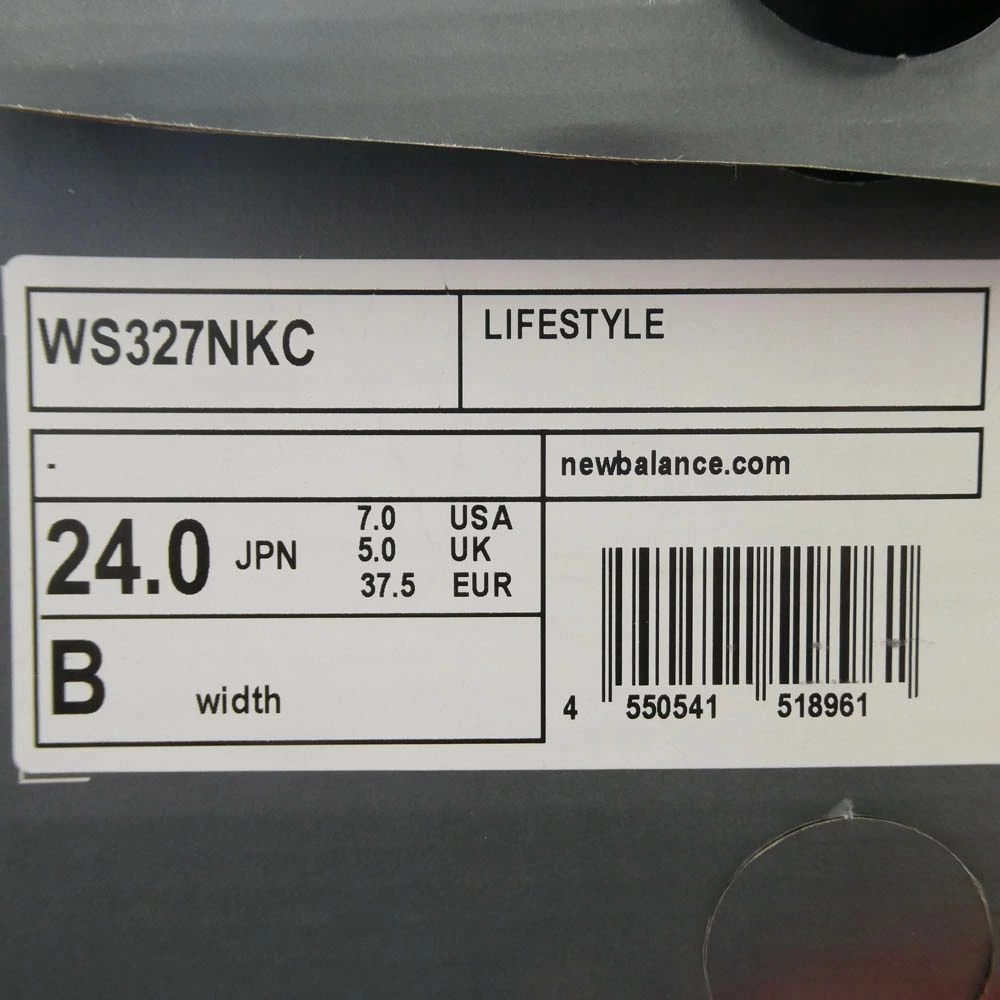 WS327NKC
LIFESTYLE
-
newbalance.com
24.0 JPN
7.0 USA
5.0 UK
37.5 EUR
B width
4 550541 518961